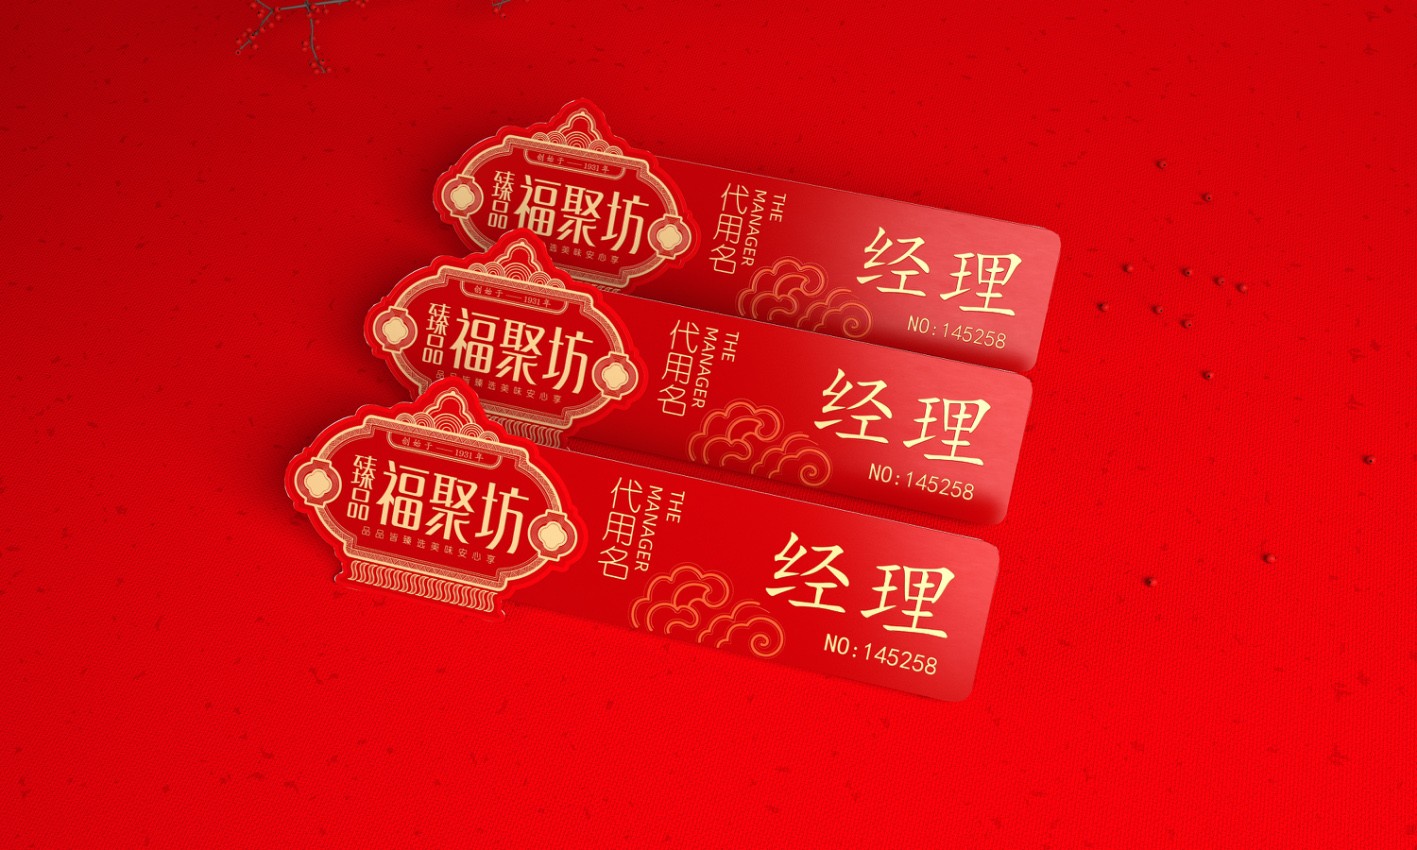 创始于——1931年
臻品
福聚坊
选美味安心享
代用名
THE MANAGER
经理
NO:145258
创始于——1931年
臻品
福聚坊
品品皆臻选美味安心享
代用名
THE MANAGER
经理
NO:145258
创始于——1931年
臻品
福聚坊
品品皆臻选美味安心享
代用名
THE MANAGER
经理
NO:145258